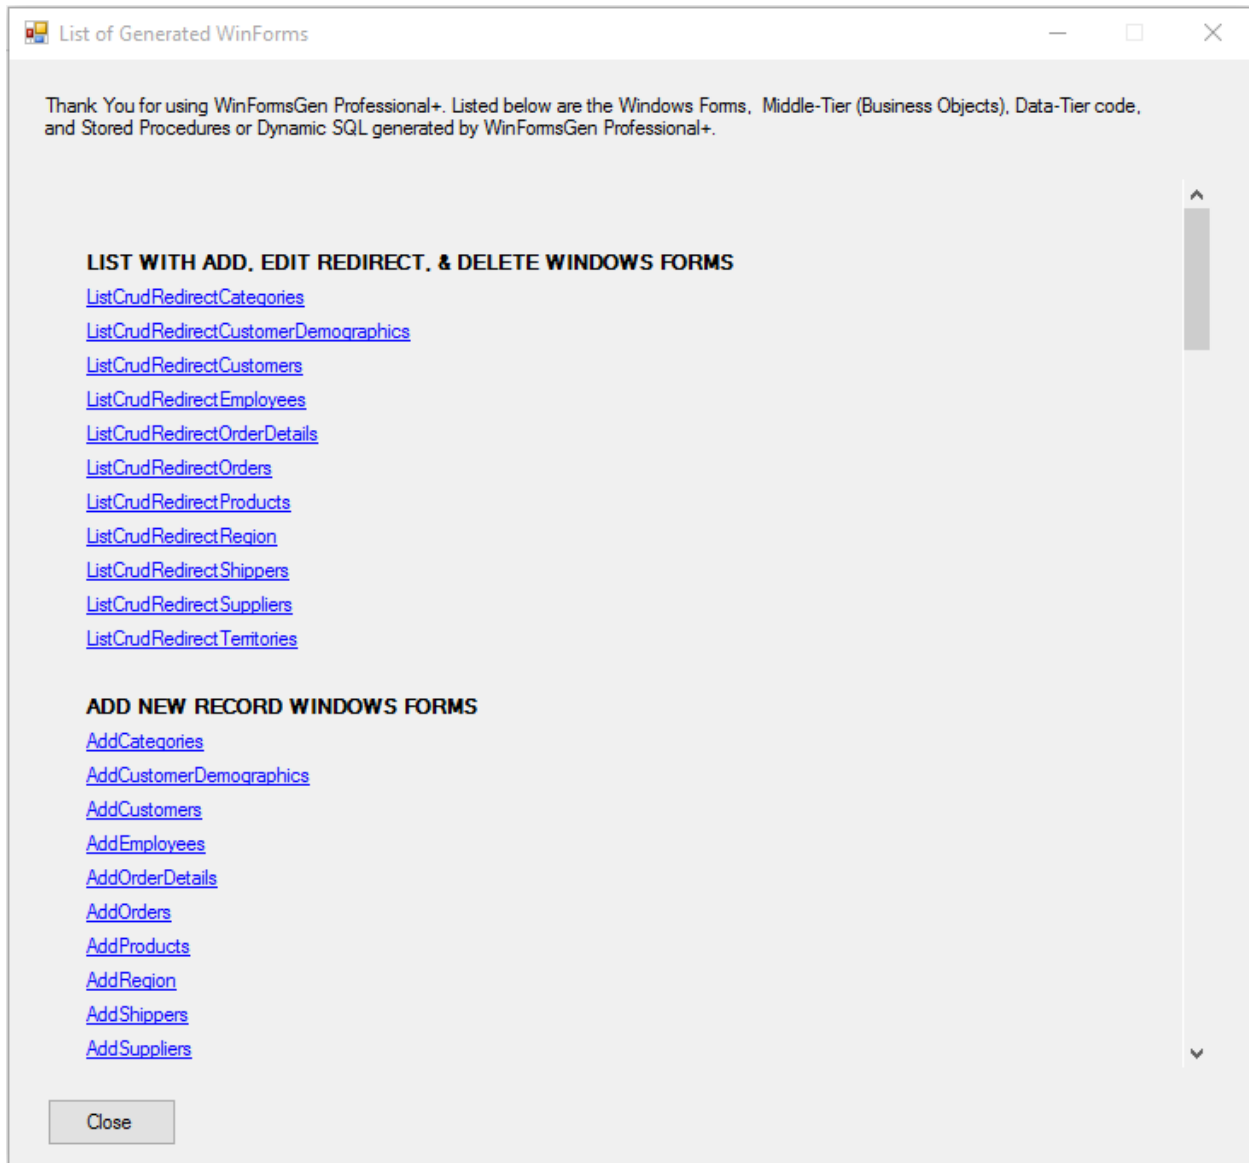 List of Generated WinForms
Thank You for using WinFormsGen Professional+. Listed below are the Windows Forms,  Middle-Tier (Business Objects), Data-Tier code,
and Stored Procedures or Dynamic SQL generated by WinFormsGen Professional+.
LIST WITH ADD, EDIT REDIRECT, & DELETE WINDOWS FORMS
ListCrudRedirectCategories
ListCrudRedirectCustomerDemographics
ListCrudRedirectCustomers
ListCrudRedirectEmployees
ListCrudRedirectOrderDetails
ListCrudRedirectOrders
ListCrudRedirectProducts
ListCrudRedirectRegion
ListCrudRedirectShippers
ListCrudRedirectSuppliers
ListCrudRedirectTerritories
ADD NEW RECORD WINDOWS FORMS
AddCategories
AddCustomerDemographics
AddCustomers
AddEmployees
AddOrderDetails
AddOrders
AddProducts
AddRegion
AddShippers
AddSuppliers
Close